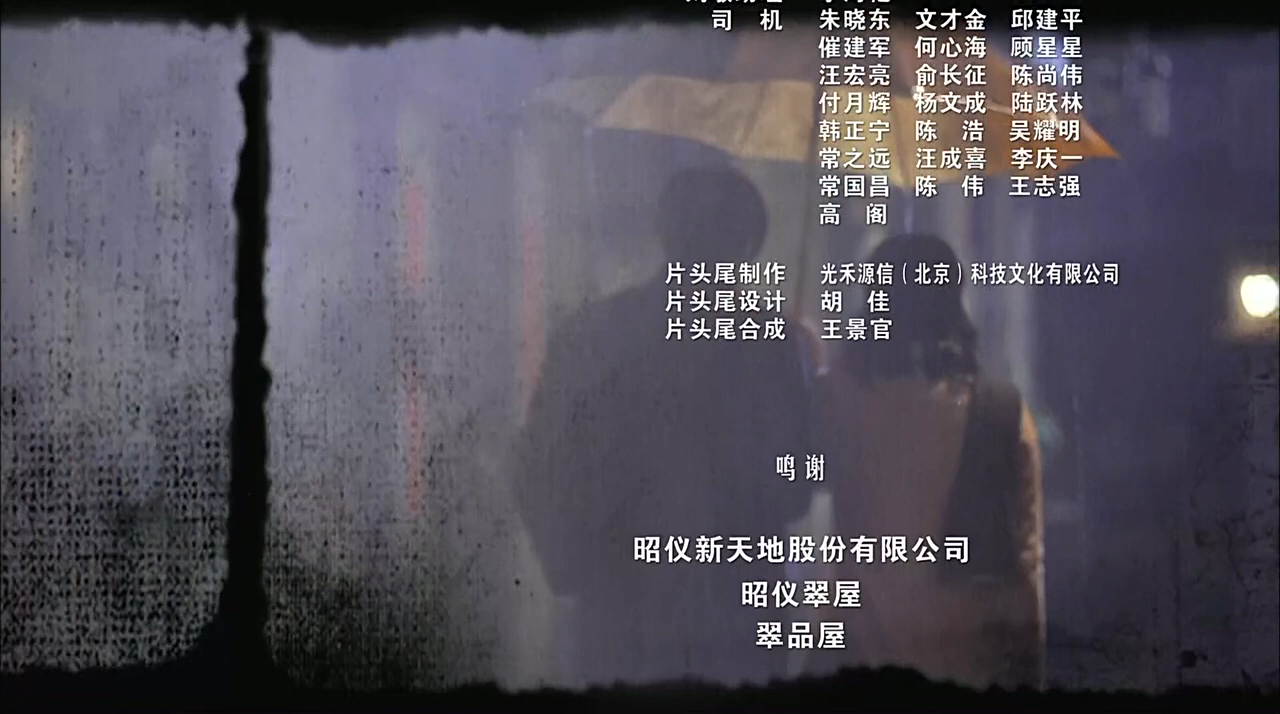 司 机 朱晓东 文才金 邱建平
催建军 何心海 顾星星
汪宏亮 俞长征 陈尚伟
付月辉 杨文成 陆跃林
韩正宁 陈 浩 吴耀明
常之远 汪成喜 李庆一
常国昌 陈 伟 王志强
高 阁
片头尾制作 光禾源信（北京）科技文化有限公司
片头尾设计 胡 佳
片头尾合成 王景官
鸣谢
昭仪新天地股份有限公司
昭仪翠屋
翠品屋